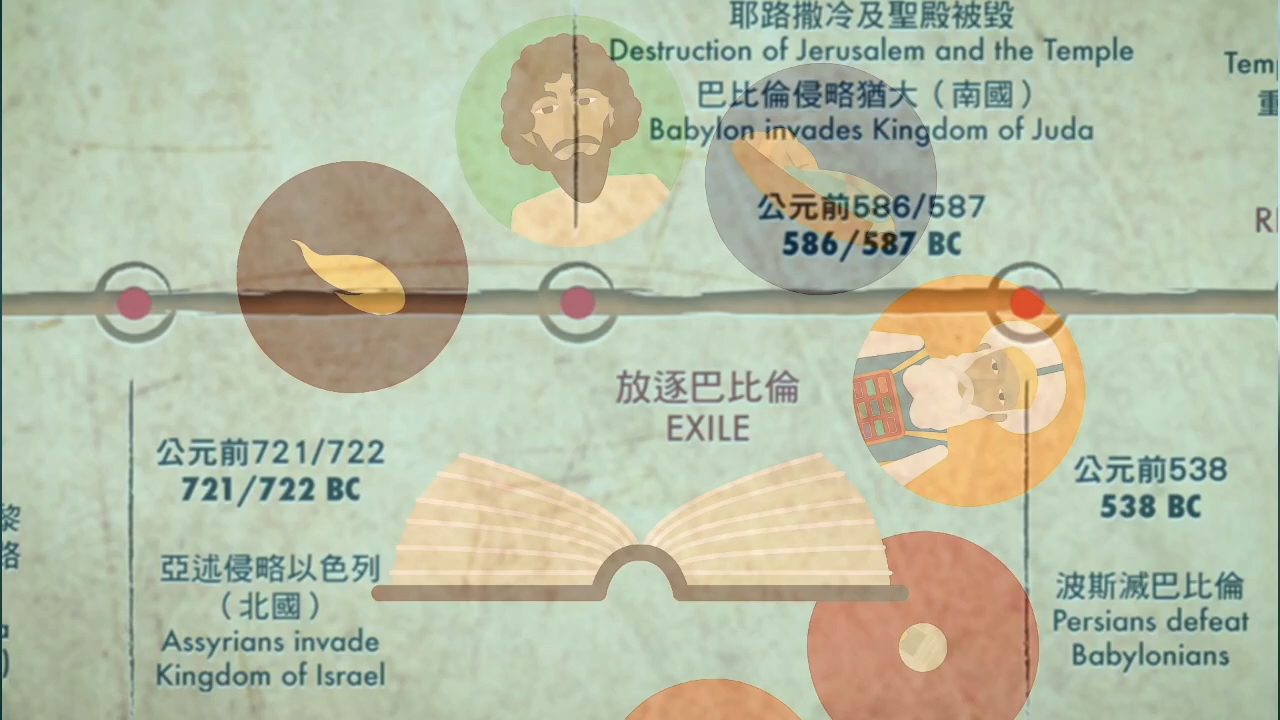 耶路撒冷及聖殿被毀
Destruction of Jerusalem and the Temple
巴比倫侵略猶大（南國）
Babylon invades Kingdom of Juda
公元前586/587
586/587 BC
放逐巴比倫
EXILE
公元前721/722
721/722 BC
亞述侵略以色列
（北國）
Assyrians invade
Kingdom of Israel
公元前538
538 BC
波斯滅巴比倫
Persians defeat
Babylonians